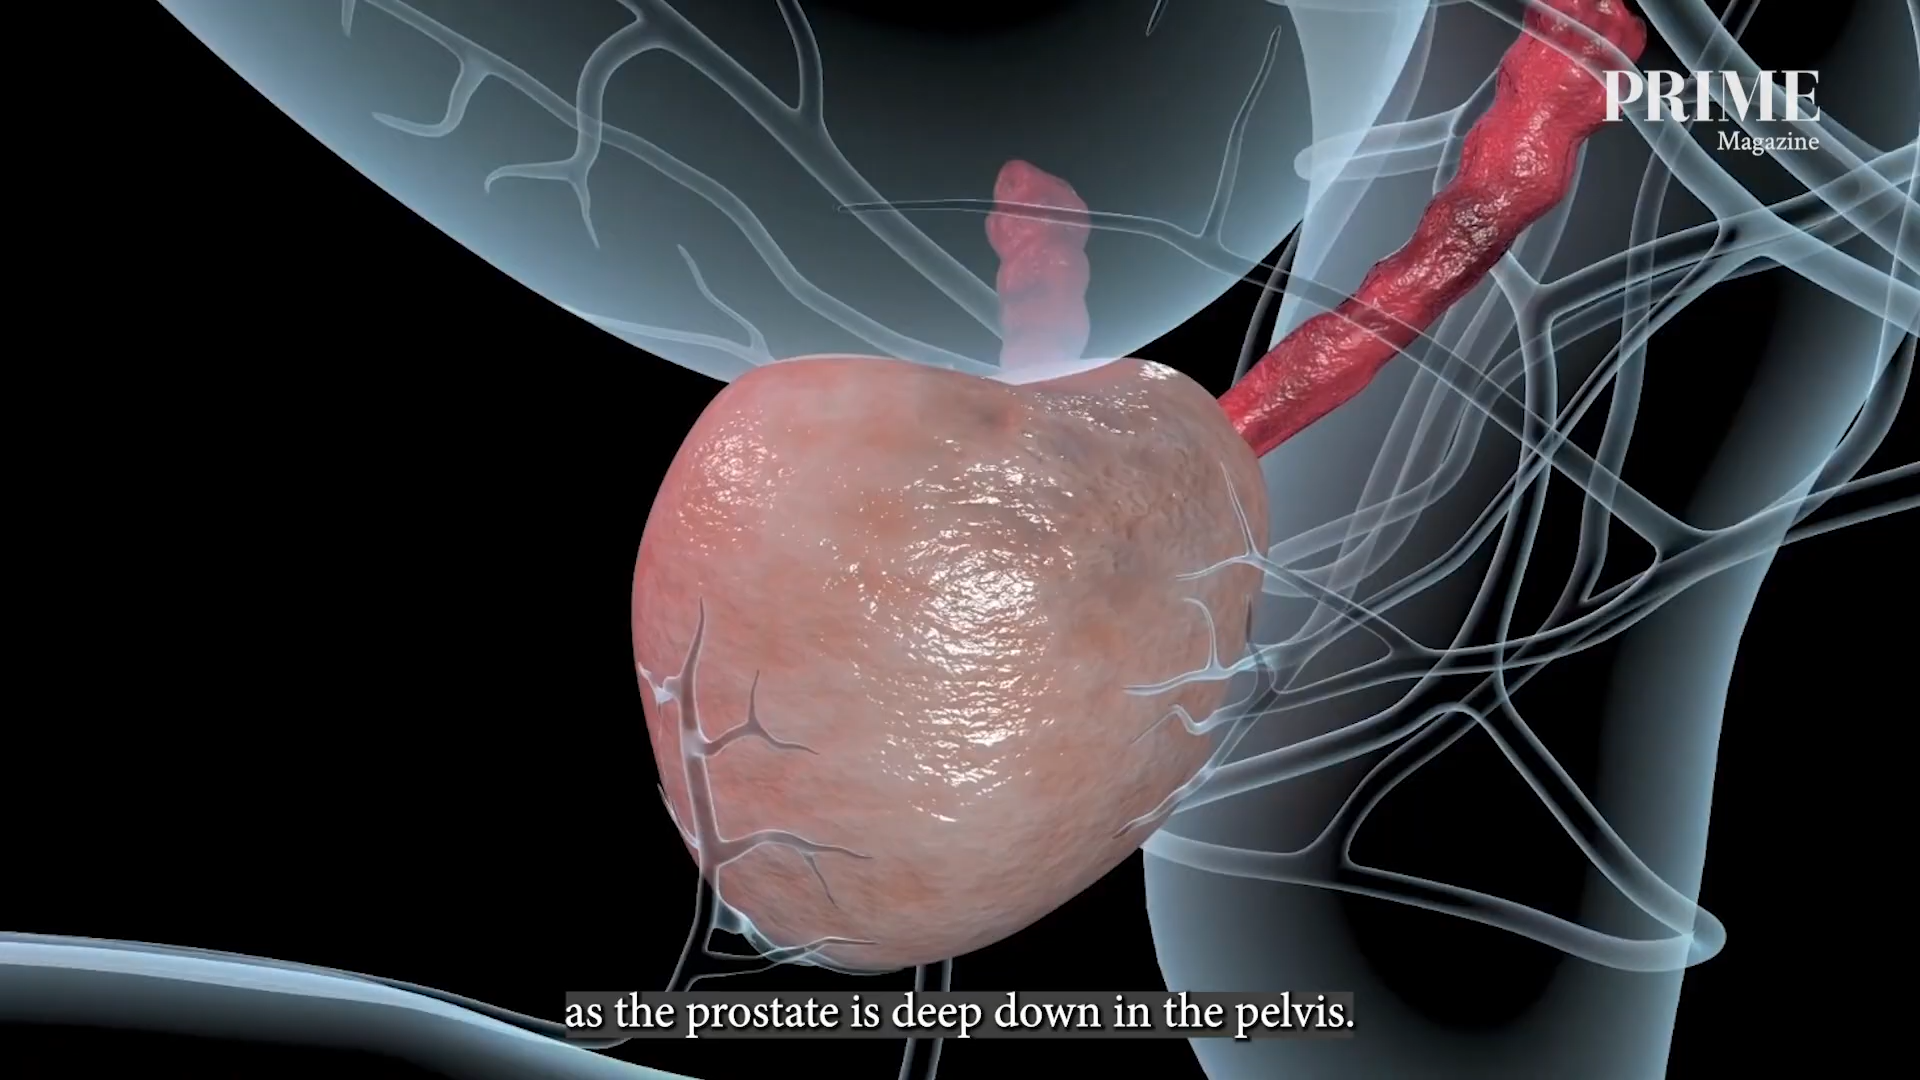 PRIME
Magazine
as the prostate is deep down in the pelvis.